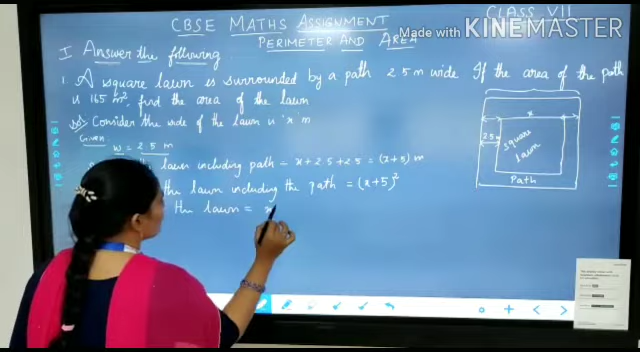 CBSE MATHS ASSIGNMENT
CLASS VII
Made with KINEMASTER
PERIMETER AND AREA
I Answer the following
1. A square lawn is surrounded by a path 2.5 m wide If the area of the path
is 165 m² find the area of the lawn
Consider the side of the lawn is 'x' m
Given
w = 2.5 m
lawn including path = x + 2.5 + 2.5 = (x+5) m
the lawn including the path = (x+5)²
the lawn = x
x
2.5
square
lawn
Path